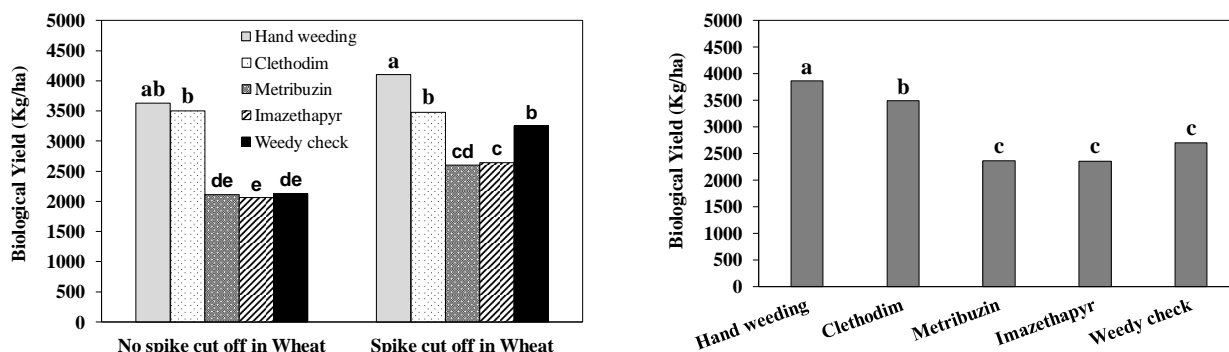 Biological Yield (Kg/ha)
5000
4500
4000
3500
3000
2500
2000
1500
1000
500
0
Hand weeding
Clethodim
Metribuzin
Imazethapyr
Weedy check
ab
b
de
e
de
a
b
cd
c
b
No spike cut off in Wheat
Spike cut off in Wheat
Biological Yield (Kg/ha)
5000
4500
4000
3500
3000
2500
2000
1500
1000
500
0
a
b
c
c
c
Hand weeding
Clethodim
Metribuzin
Imazethapyr
Weedy check